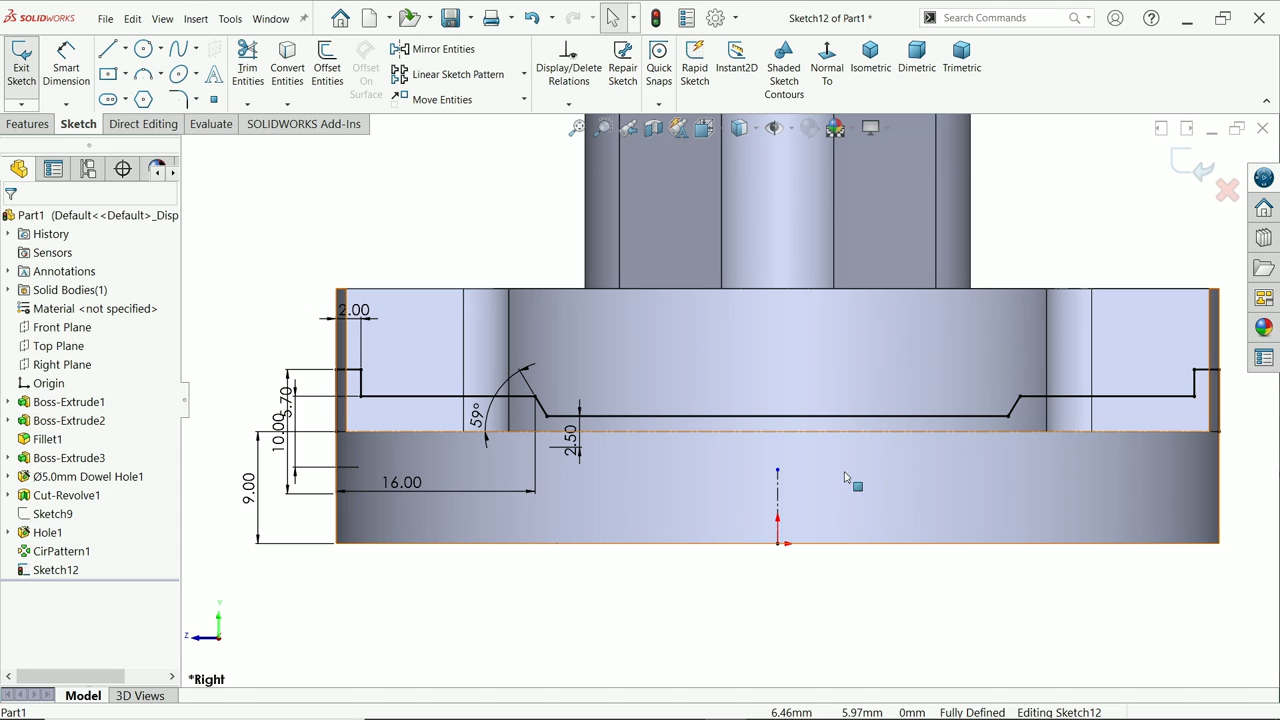 SOLIDWORKS File Edit View Insert Tools Window Sketch12 of Part1 * Search Commands
Exit Sketch
Smart Dimension
Trim Entities
Convert Entities
Offset Entities
Offset On Surface
Mirror Entities
Linear Sketch Pattern
Move Entities
Display/Delete Relations
Repair Sketch
Quick Snaps
Rapid Sketch
Instant2D
Shaded Sketch Contours
Normal To
Isometric
Dimetric
Trimetric
Features Sketch Direct Editing Evaluate SOLIDWORKS Add-Ins
Part1 (Default<<Default>_Disp
History
Sensors
Annotations
Solid Bodies(1)
Material <not specified>
Front Plane
Top Plane
Right Plane
Origin
Boss-Extrude1
Boss-Extrude2
Fillet1
Boss-Extrude3
Ø5.0mm Dowel Hole1
Cut-Revolve1
Sketch9
Hole1
CirPattern1
Sketch12
2.00
5.70
10.00
59°
2.50
16.00
9.00
Y
Z
*Right
Model 3D Views
Part1 6.46mm 5.97mm 0mm Fully Defined Editing Sketch12